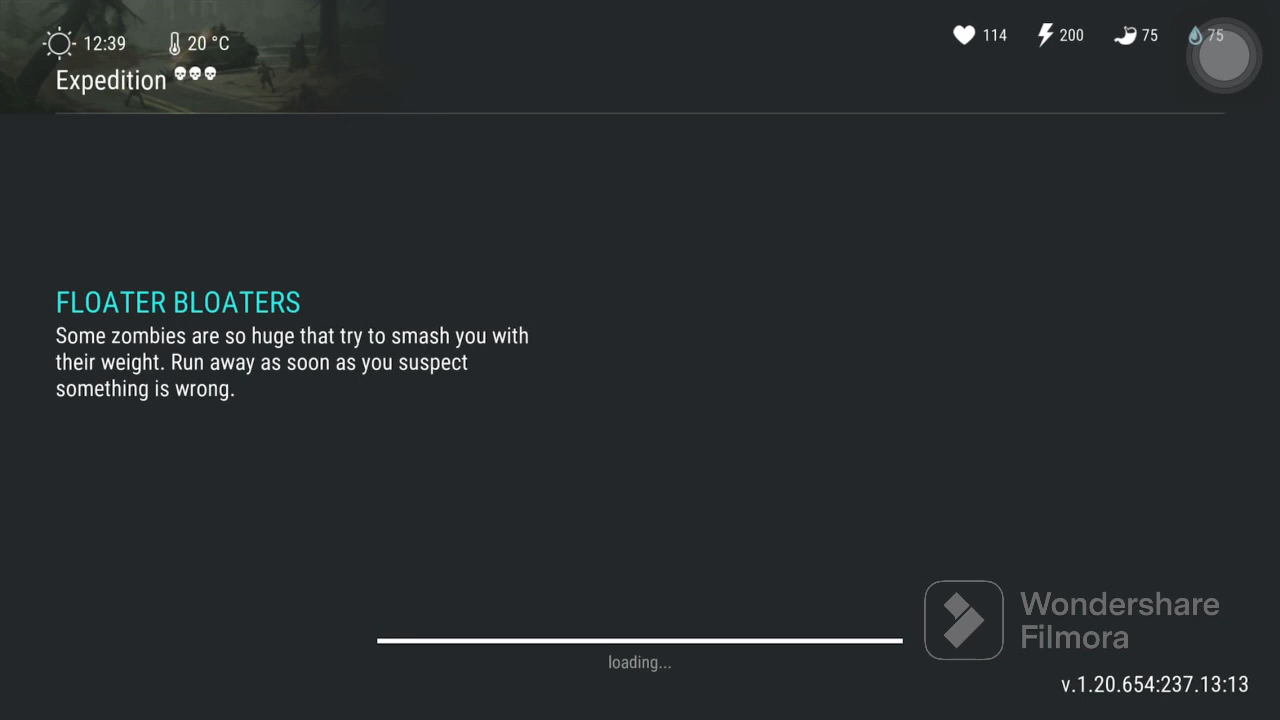 12:39 20 °C 114 200 75 75
Expedition
FLOATER BLOATERS
Some zombies are so huge that try to smash you with
their weight. Run away as soon as you suspect
something is wrong.
loading...
Wondershare
Filmora
v.1.20.654:237.13:13